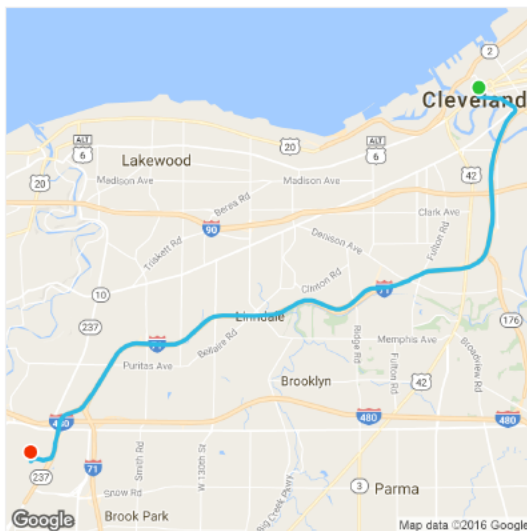 2
Cleveland
ALT
6
20
Lakewood
20
ALT
6
42
Madison Ave
Madison Ave
Berea Rd
Clark Ave
90
Triskett Rd
Denison Ave
Fulton Rd
Clinton Rd
71
10
237
Linndale
176
Bellaire Rd
Ridge Rd
Memphis Ave
Puritas Ave
Fulton Rd
Broadview Rd
Brooklyn
42
480
480
480
237
71
Smith Rd
W 130th St
Snow Rd
Big Creek Pkwy
3
Parma
Brook Park
Google
Map data ©2016 Google